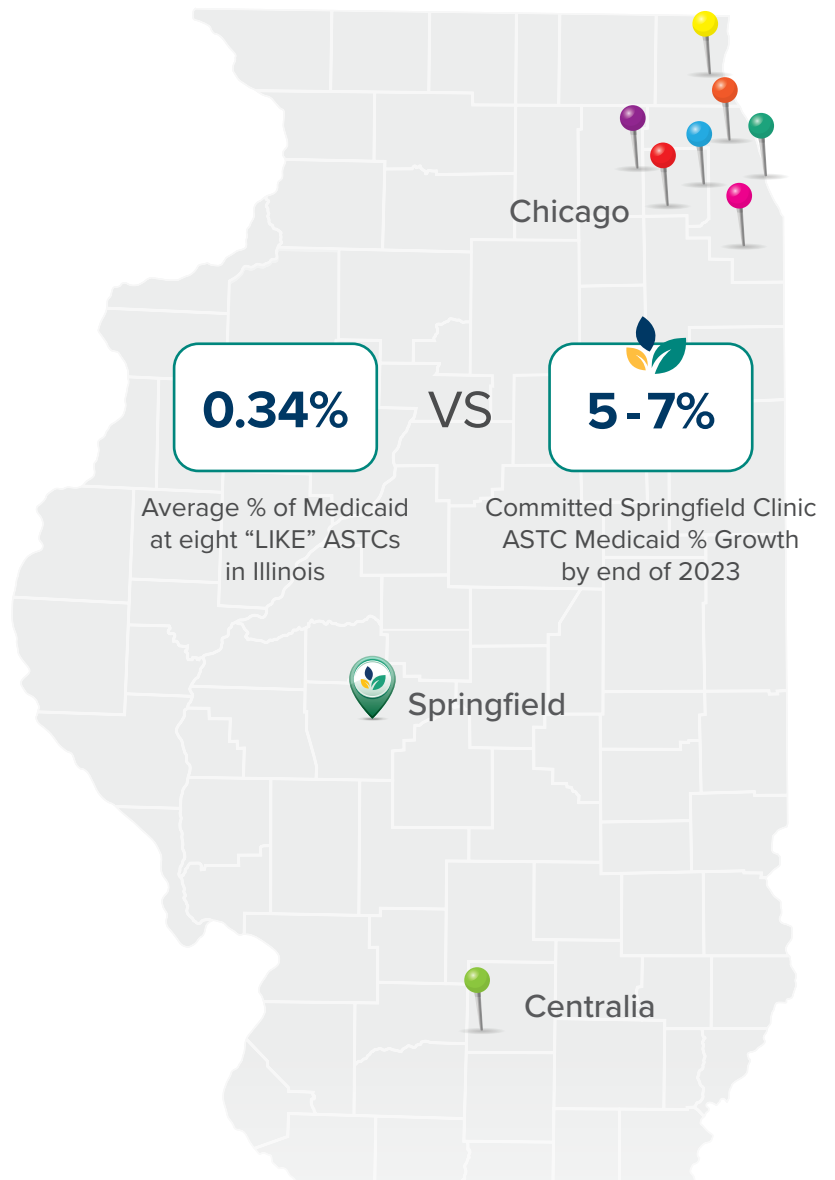 Chicago
0.34%
VS
5 - 7%
Average % of Medicaid
at eight “LIKE” ASTCs
in Illinois
Committed Springfield Clinic
ASTC Medicaid % Growth
by end of 2023
Springfield
Centralia